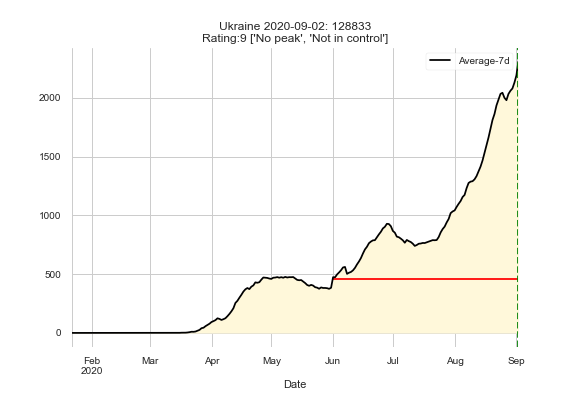 Ukraine 2020-09-02: 128833
Rating:9 ['No peak', 'Not in control']
Average-7d
2000
1500
1000
500
0
Feb Mar Apr May Jun Jul Aug Sep
2020
Date